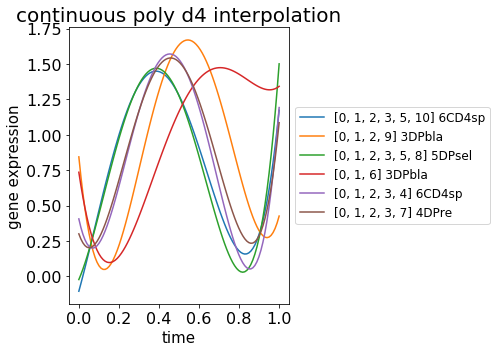 continuous poly d4 interpolation
gene expression
1.75
1.50
1.25
1.00
0.75
0.50
0.25
0.00
0.0 0.2 0.4 0.6 0.8 1.0
time
[0, 1, 2, 3, 5, 10] 6CD4sp
[0, 1, 2, 9] 3DPbla
[0, 1, 2, 3, 5, 8] 5DPsel
[0, 1, 6] 3DPbla
[0, 1, 2, 3, 4] 6CD4sp
[0, 1, 2, 3, 7] 4DPre